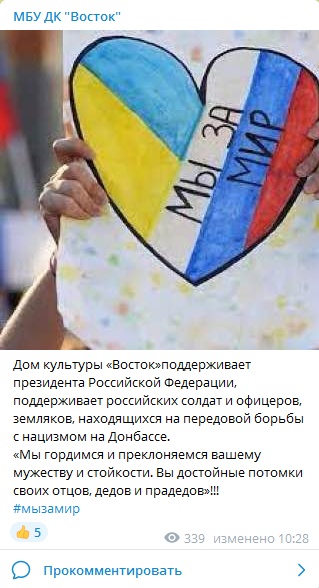 МБУ ДК "Восток"
МЫ ЗА
МИР
Дом культуры «Восток»поддерживает
президента Российской Федерации,
поддерживает российских солдат и офицеров,
земляков, находящихся на передовой борьбы
с нацизмом на Донбассе.
«Мы гордимся и преклоняемся вашему
мужеству и стойкости. Вы достойные потомки
своих отцов, дедов и прадедов»!!!
#мызамир
👍 5
339 изменено 10:28
Прокомментировать